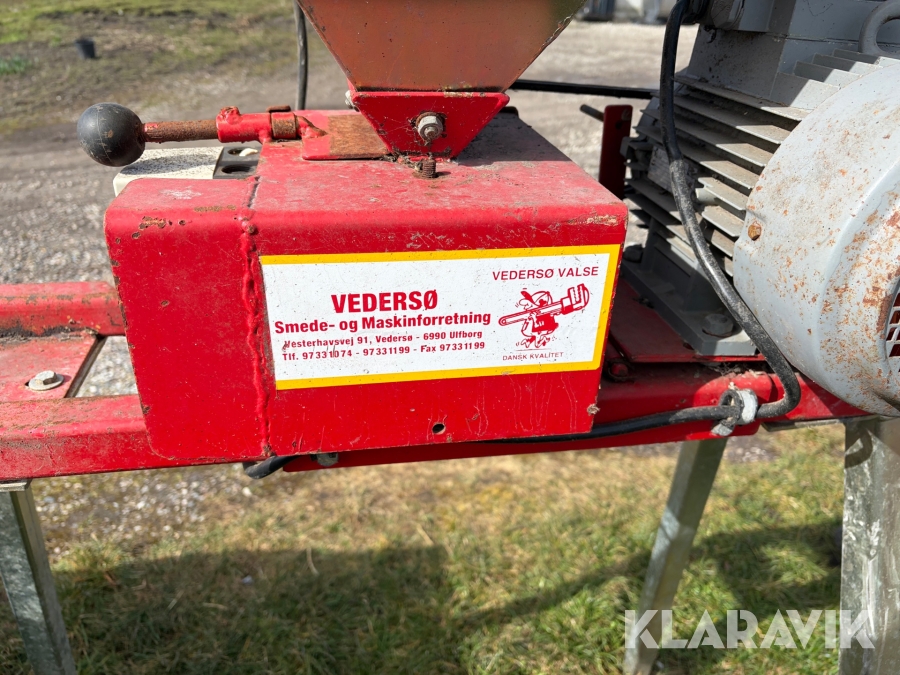 VEDERSØ VALSE
VEDERSØ
Smede- og Maskinforretning
Vesterhavsvej 91, Vedersø - 6990 Ulfborg
Tlf. 97331074 - 97331199 - Fax 97331199
DANSK KVALITET
KLARAVIK